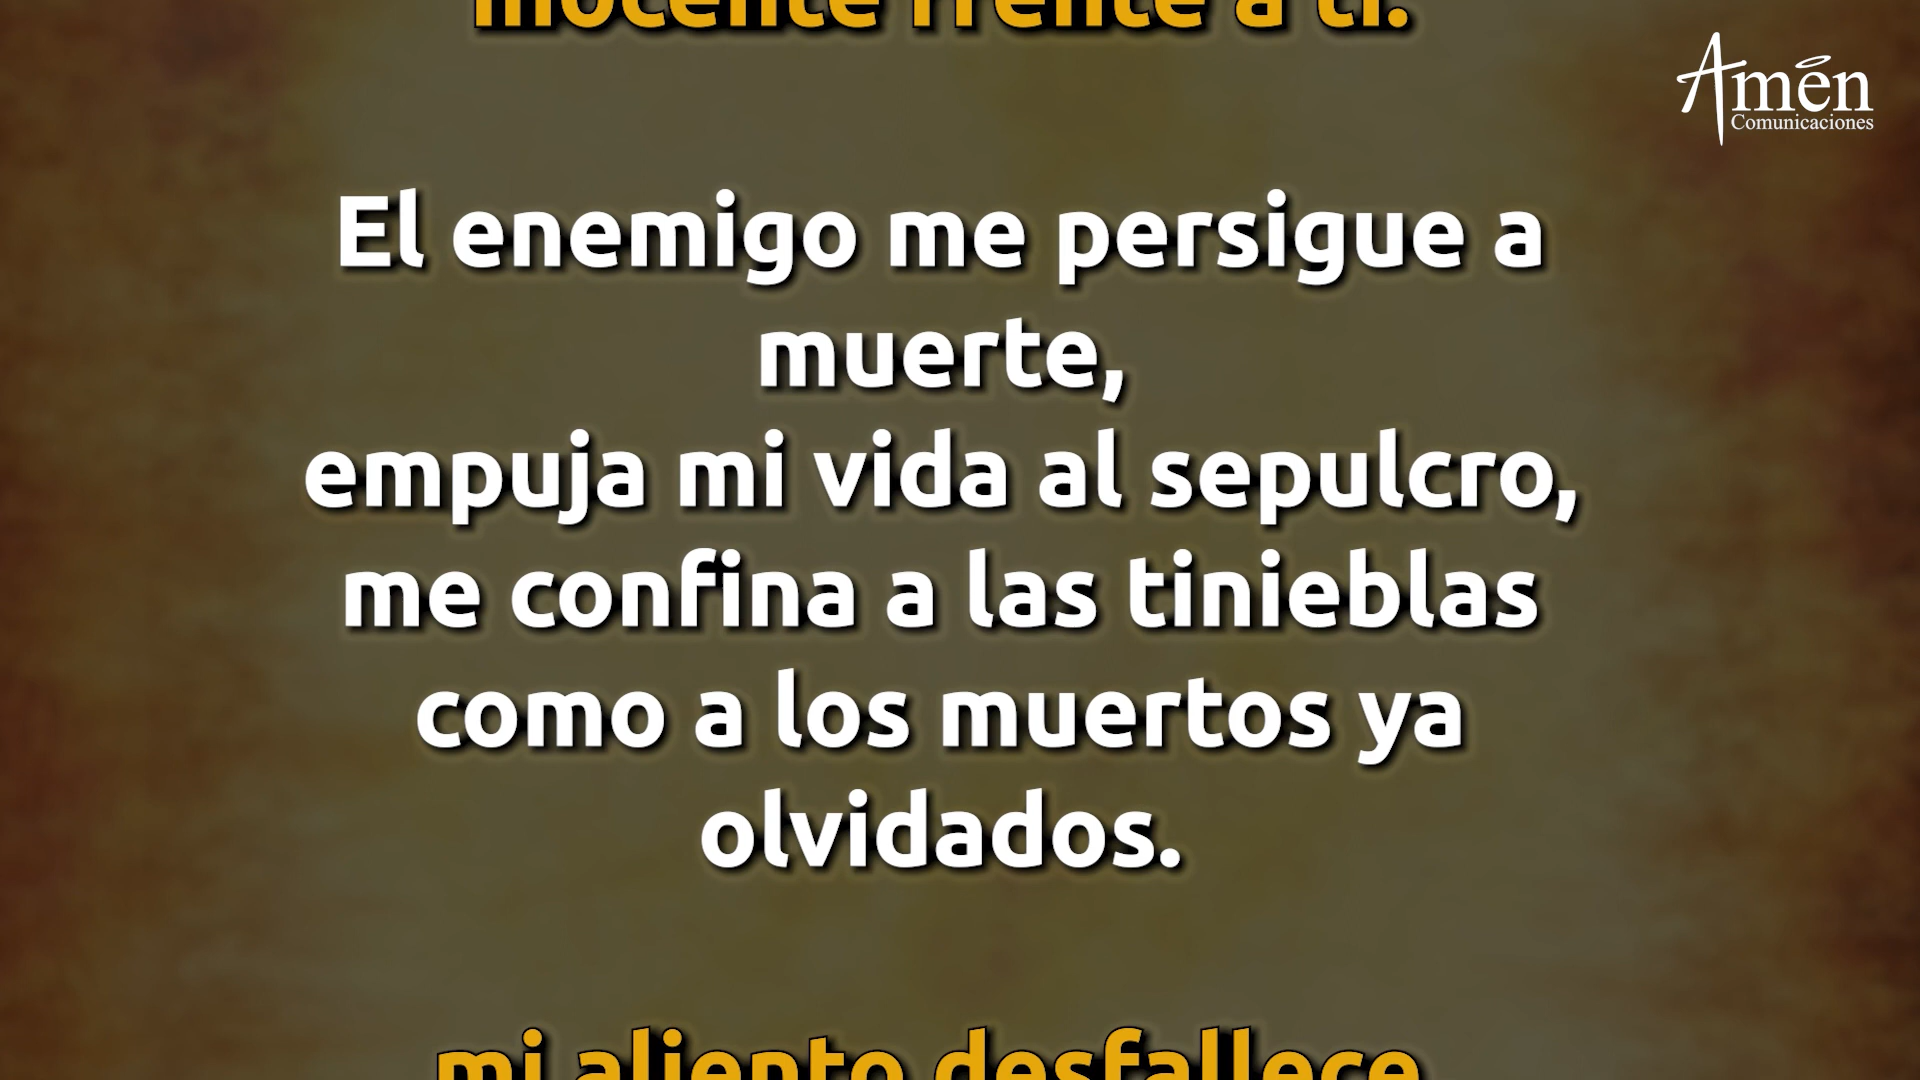 inocente frente a ti.
Amén
Comunicaciones
El enemigo me persigue a
muerte,
empuja mi vida al sepulcro,
me confina a las tinieblas
como a los muertos ya
olvidados.
mi aliento desfallece